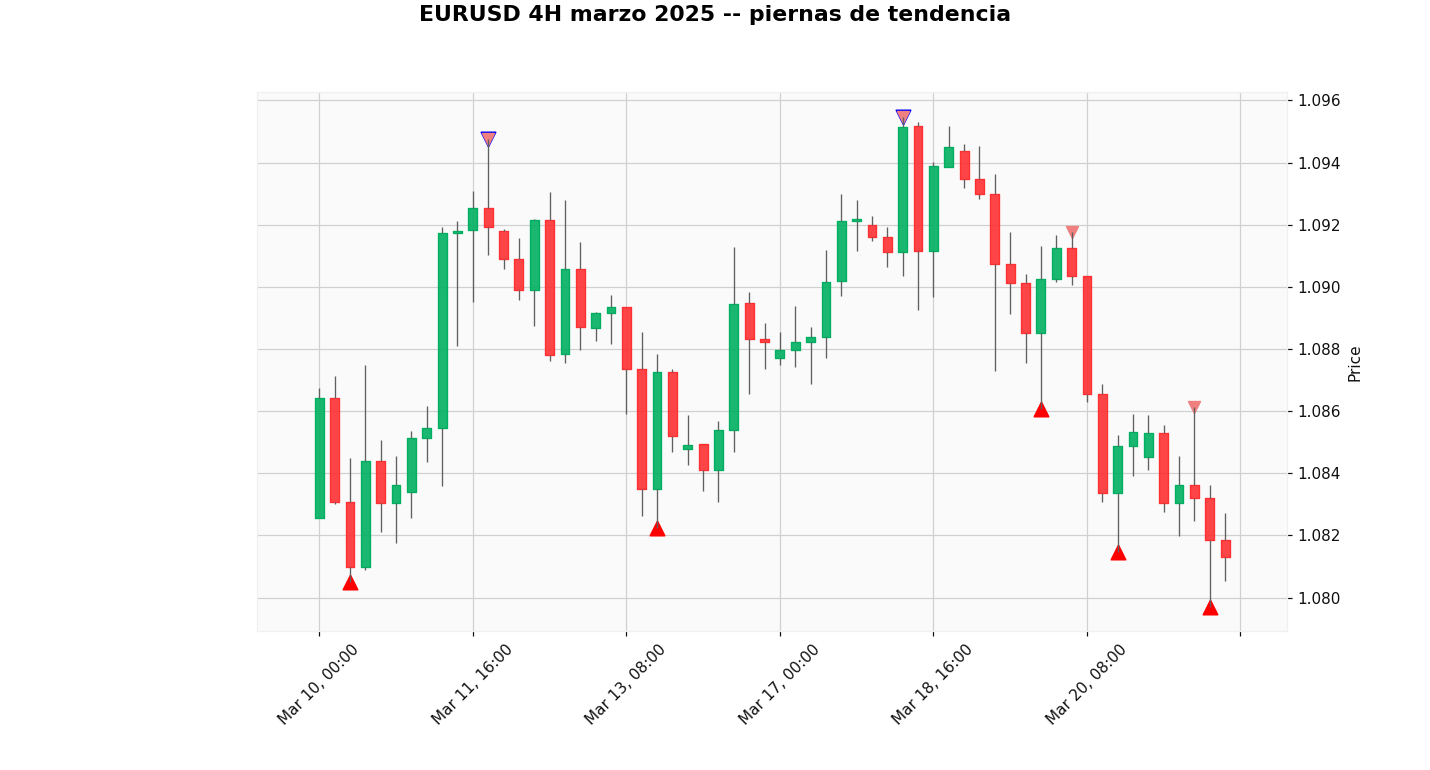 EURUSD 4H marzo 2025 -- piernas de tendencia
1.096
1.094
1.092
1.090
1.088
1.086
1.084
1.082
1.080
Price
Mar 10, 00:00
Mar 11, 16:00
Mar 13, 08:00
Mar 17, 00:00
Mar 18, 16:00
Mar 20, 08:00